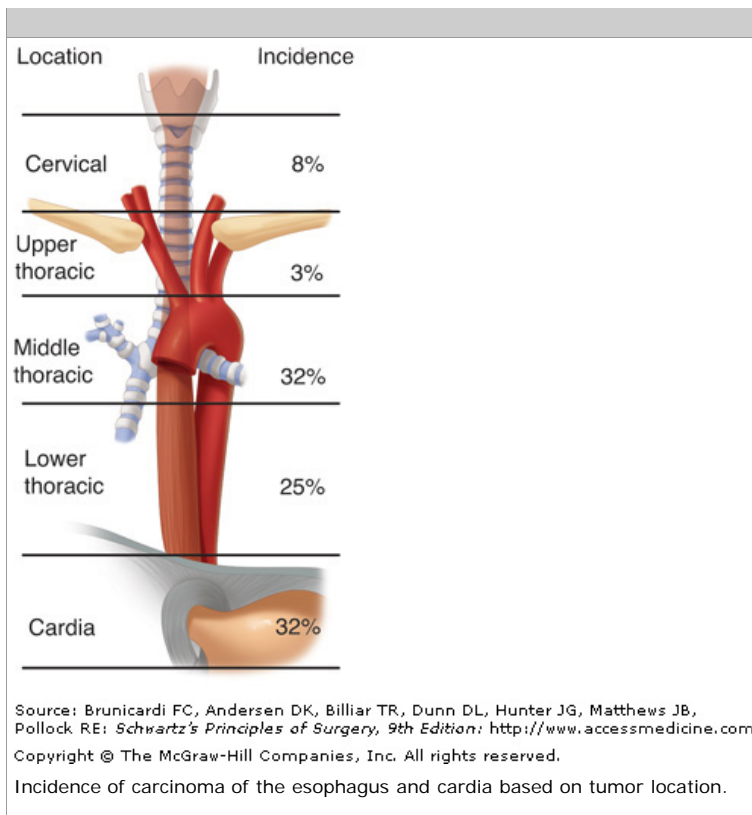 Location Incidence
Cervical 8%
Upper
thoracic 3%
Middle
thoracic 32%
Lower
thoracic 25%
Cardia 32%
Source: Brunicardi FC, Andersen DK, Billiar TR, Dunn DL, Hunter JG, Matthews JB,
Pollock RE: Schwartz's Principles of Surgery, 9th Edition: http://www.accessmedicine.com
Copyright © The McGraw-Hill Companies, Inc. All rights reserved.
Incidence of carcinoma of the esophagus and cardia based on tumor location.